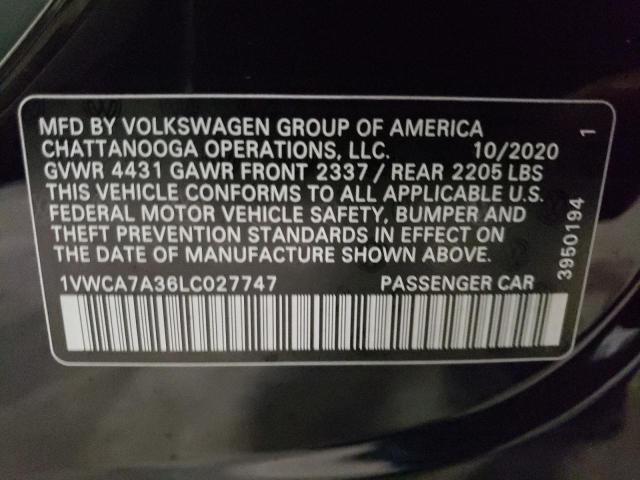 MFD BY VOLKSWAGEN GROUP OF AMERICA
CHATTANOOGA OPERATIONS, LLC. 10/2020
GVWR 4431 GAWR FRONT 2337 / REAR 2205 LBS
THIS VEHICLE CONFORMS TO ALL APPLICABLE U.S.
FEDERAL MOTOR VEHICLE SAFETY, BUMPER AND
THEFT PREVENTION STANDARDS IN EFFECT ON
THE DATE OF MANUFACTURE SHOWN ABOVE.
1VWCA7A36LC027747 PASSENGER CAR
3950194 1